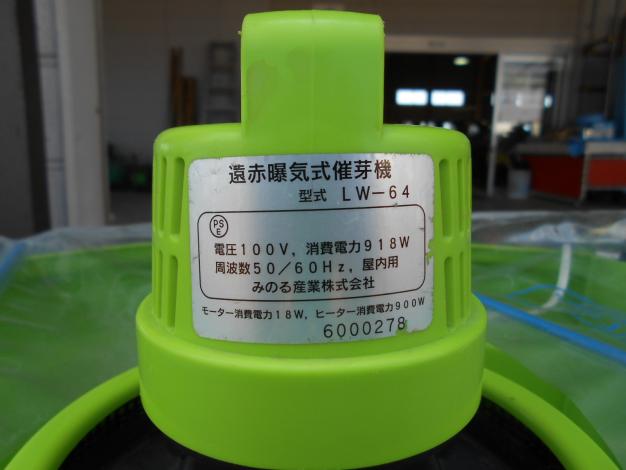 遠赤曝気式催芽機
型式 LW-64
PS
E
電圧100V, 消費電力918W
周波数50/60Hz, 屋内用
みのる産業株式会社
モーター消費電力18W, ヒーター消費電力900W
6000278